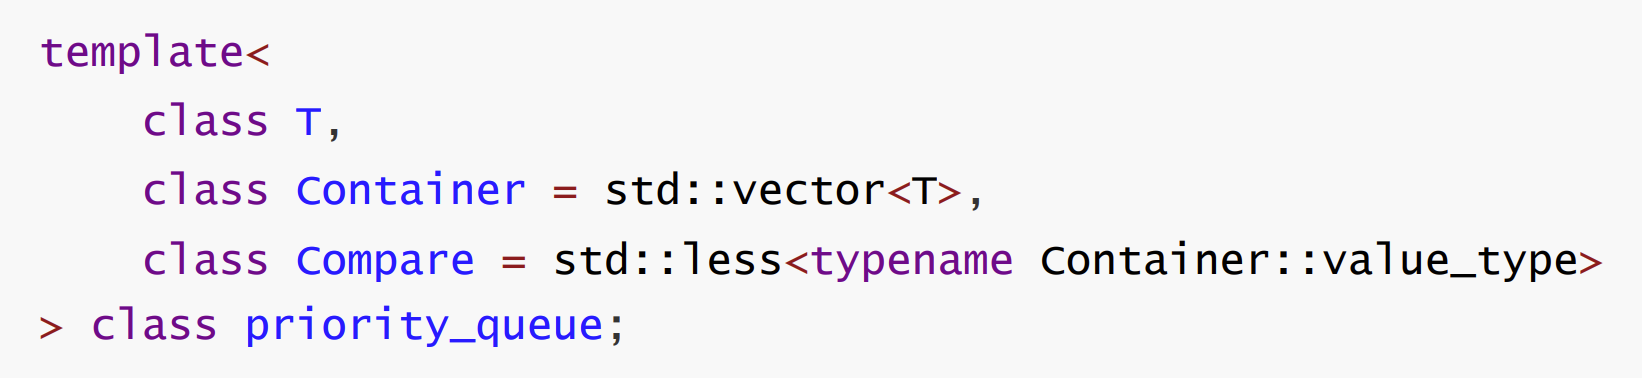 template<
    class T,
    class Container = std::vector<T>,
    class Compare = std::less<typename Container::value_type>
> class priority_queue;